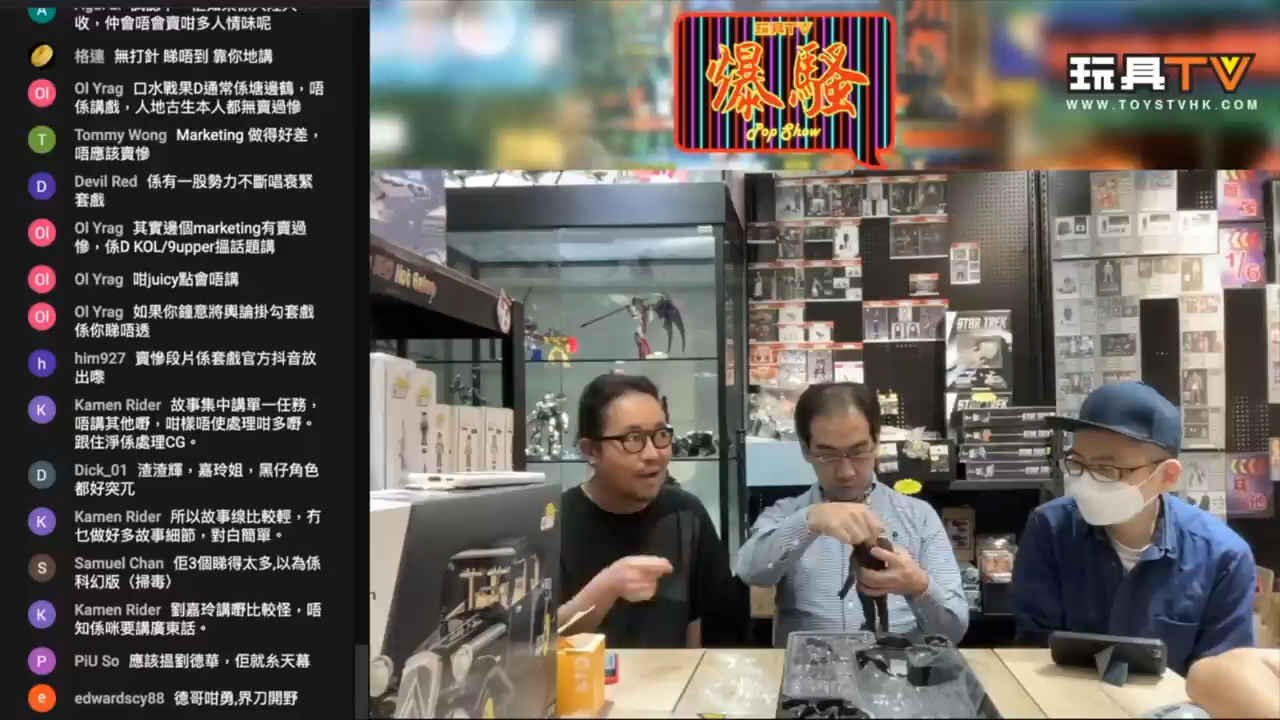 收，仲會唔會賣咁多人情味呢
格連 無打針 睇唔到 靠你地講
Ol Yrag 口水戰果D通常係塘邊鶴，唔
係講戲，人地古生本人都無賣過慘
Tommy Wong Marketing 做得好差，
唔應該賣慘
Devil Red 係有一股勢力不斷唱衰緊
套戲
Ol Yrag 其實邊個marketing有賣過
慘，係D KOL/9upper搵話題講
Ol Yrag 咁juicy點會唔講
Ol Yrag 如果你鐘意將輿論掛勾套戲
係你睇唔透
him927 賣慘段片係套戲官方抖音放
出嚟
Kamen Rider 故事集中講單一任務，
唔講其他嘢，咁樣唔使處理咁多嘢。
跟住淨係處理CG。
Dick_01 渣渣輝，嘉玲姐，黑仔角色
都好突兀
Kamen Rider 所以故事線比較輕，冇
乜做好多故事細節，對白簡單。
Samuel Chan 佢3個睇得太多,以為係
科幻版（掃毒）
Kamen Rider 劉嘉玲講嘢比較怪，唔
知係咪要講廣東話。
PiU So 應該搵劉德華，佢就糸天幕
edwardscy88 德哥咁勇,界刀開野
玩具TV
爆騷
Pop Show
玩具TV
WWW.TOYSTVHK.COM
Hot Galaxy
STAR TREK
STAR TREK
1/6
其
他